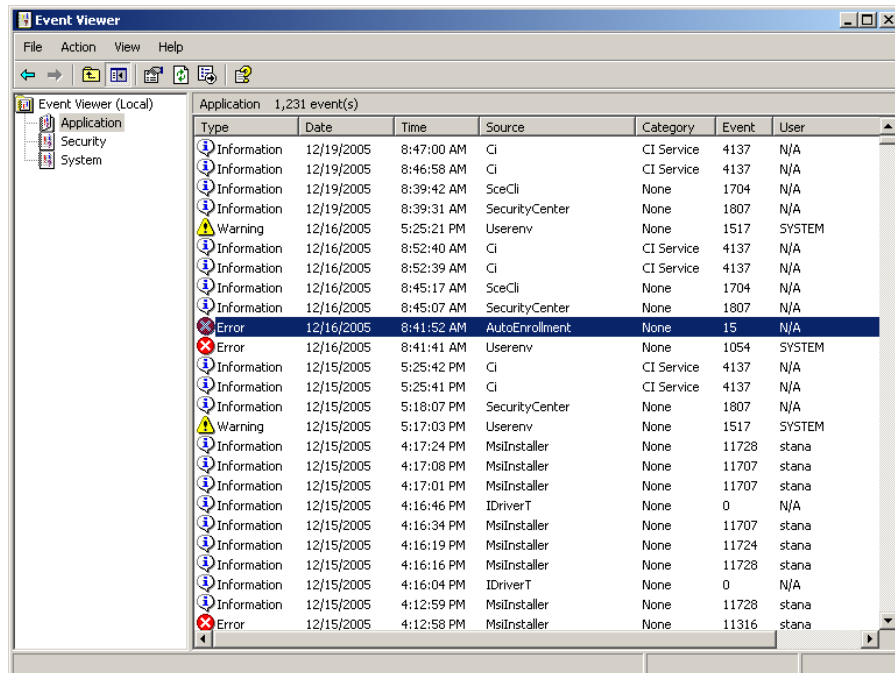 Event Viewer
File Action View Help
Event Viewer (Local)
Application
Security
System
Application 1,231 event(s)
Type Date Time Source Category Event User
Information 12/19/2005 8:47:00 AM Ci CI Service 4137 N/A
Information 12/19/2005 8:46:58 AM Ci CI Service 4137 N/A
Information 12/19/2005 8:39:42 AM SceCli None 1704 N/A
Information 12/19/2005 8:39:31 AM SecurityCenter None 1807 N/A
Warning 12/16/2005 5:25:21 PM Userenv None 1517 SYSTEM
Information 12/16/2005 8:52:40 AM Ci CI Service 4137 N/A
Information 12/16/2005 8:52:39 AM Ci CI Service 4137 N/A
Information 12/16/2005 8:45:17 AM SceCli None 1704 N/A
Information 12/16/2005 8:45:07 AM SecurityCenter None 1807 N/A
Error 12/16/2005 8:41:52 AM AutoEnrollment None 15 N/A
Error 12/16/2005 8:41:41 AM Userenv None 1054 SYSTEM
Information 12/15/2005 5:25:42 PM Ci CI Service 4137 N/A
Information 12/15/2005 5:25:41 PM Ci CI Service 4137 N/A
Information 12/15/2005 5:18:07 PM SecurityCenter None 1807 N/A
Warning 12/15/2005 5:17:03 PM Userenv None 1517 SYSTEM
Information 12/15/2005 4:17:24 PM MsiInstaller None 11728 stana
Information 12/15/2005 4:17:08 PM MsiInstaller None 11707 stana
Information 12/15/2005 4:17:01 PM MsiInstaller None 11707 stana
Information 12/15/2005 4:16:46 PM IDriverT None 0 N/A
Information 12/15/2005 4:16:34 PM MsiInstaller None 11707 stana
Information 12/15/2005 4:16:19 PM MsiInstaller None 11724 stana
Information 12/15/2005 4:16:16 PM MsiInstaller None 11728 stana
Information 12/15/2005 4:16:04 PM IDriverT None 0 N/A
Information 12/15/2005 4:12:59 PM MsiInstaller None 11728 stana
Error 12/15/2005 4:12:58 PM MsiInstaller None 11316 stana